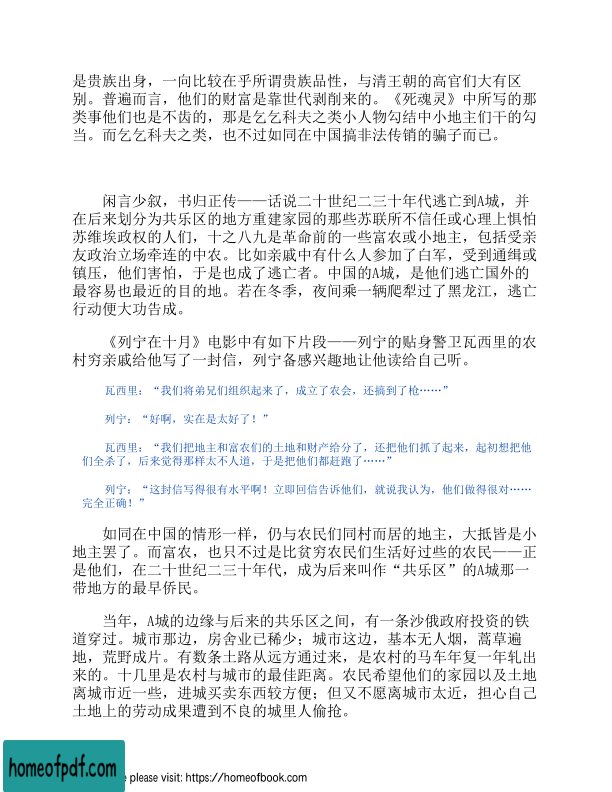 是贵族出身，一向比较在乎所谓贵族品性，与清王朝的高官们大有区
别。普遍而言，他们的财富是靠世代剥削来的。《死魂灵》中所写的那
类事他们也是不齿的，那是乞乞科夫之类小人物勾结中小地主们干的勾
当。而乞乞科夫之类，也不过如同在中国搞非法传销的骗子而已。
闲言少叙，书归正传——话说二十世纪二三十年代逃亡到A城，并
在后来划分为共乐区的地方重建家园的那些苏联所不信任或心理上惧怕
苏维埃政权的人们，十之八九是革命前的一些富农或小地主，包括受亲
友政治立场牵连的中农。比如亲戚中有什么人参加了白军，受到通缉或
镇压，他们害怕，于是也成了逃亡者。中国的A城，是他们逃亡国外的
最容易也最近的目的地。若在冬季，夜间乘一辆爬犁过了黑龙江，逃亡
行动便大功告成。
《列宁在十月》电影中有如下片段——列宁的贴身警卫瓦西里的农
村穷亲戚给他写了一封信，列宁备感兴趣地让他读给自己听。
瓦西里：“我们将弟兄们组织起来了，成立了农会，还搞到了枪……”
列宁：“好啊，实在是太好了！”
瓦西里：“我们把地主和富农们的土地和财产给分了，还把他们抓了起来，起初想把他
们全杀了，后来觉得那样太不人道，于是把他们都赶跑了……”
列宁：“这封信写得很有水平啊！立即回信告诉他们，就说我认为，他们做得很对……
完全正确！”
如同在中国的情形一样，仍与农民们同村而居的地主，大抵皆是小
地主罢了。而富农，也只不过是比贫穷农民们生活好过些的农民——正
是他们，在二十世纪二三十年代，成为后来叫作“共乐区”的A城那一
带地方的最早侨民。
当年，A城的边缘与后来的共乐区之间，有一条沙俄政府投资的铁
道穿过。城市那边，房舍业已稀少；城市这边，基本无人烟，蒿草遍
地，荒野成片。有数条土路从远方通过来，是农村的马车年复一年轧出
来的。十几里是农村与城市的最佳距离。农民希望他们的家园以及土地
离城市近一些，进城买卖东西较方便；但又不愿离城市太近，担心自己
土地上的劳动成果遭到不良的城里人偷抢。
homeofpdf.com
please visit: https://homeofbook.com